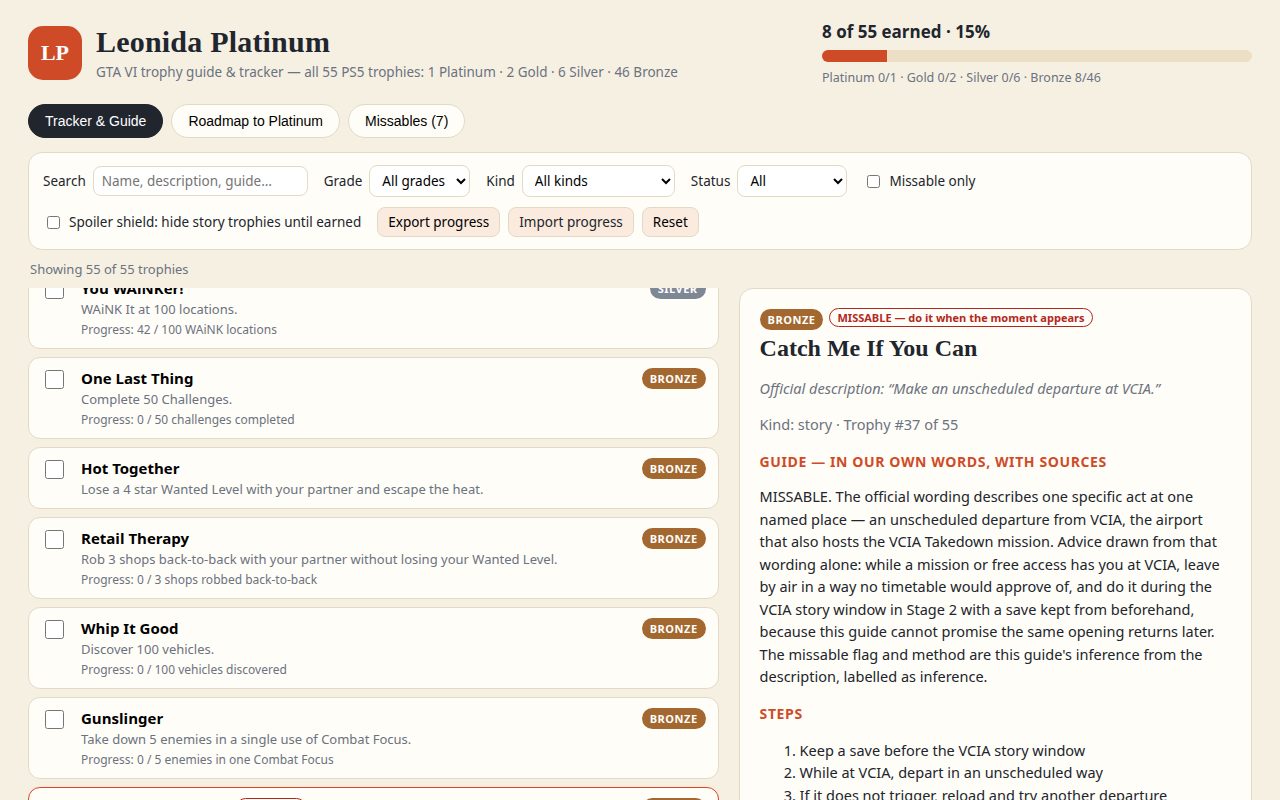 LP
Leonida Platinum
GTA VI trophy guide & tracker — all 55 PS5 trophies: 1 Platinum · 2 Gold · 6 Silver · 46 Bronze
8 of 55 earned · 15%
Platinum 0/1 · Gold 0/2 · Silver 0/6 · Bronze 8/46
Tracker & Guide
Roadmap to Platinum
Missables (7)
Search
Name, description, guide...
Grade
All grades
Kind
All kinds
Status
All
Missable only
Spoiler shield: hide story trophies until earned
Export progress
Import progress
Reset
Showing 55 of 55 trophies
You WAiNKer!
SILVER
WAiNK It at 100 locations.
Progress: 42 / 100 WAiNK locations
One Last Thing
BRONZE
Complete 50 Challenges.
Progress: 0 / 50 challenges completed
Hot Together
BRONZE
Lose a 4 star Wanted Level with your partner and escape the heat.
Retail Therapy
BRONZE
Rob 3 shops back-to-back with your partner without losing your Wanted Level.
Progress: 0 / 3 shops robbed back-to-back
Whip It Good
BRONZE
Discover 100 vehicles.
Progress: 0 / 100 vehicles discovered
Gunslinger
BRONZE
Take down 5 enemies in a single use of Combat Focus.
Progress: 0 / 5 enemies in one Combat Focus
BRONZE
MISSABLE — do it when the moment appears
Catch Me If You Can
Official description: “Make an unscheduled departure at VCIA.”
Kind: story · Trophy #37 of 55
GUIDE — IN OUR OWN WORDS, WITH SOURCES
MISSABLE. The official wording describes one specific act at one
named place — an unscheduled departure from VCIA, the airport
that also hosts the VCIA Takedown mission. Advice drawn from that
wording alone: while a mission or free access has you at VCIA, leave
by air in a way no timetable would approve of, and do it during the
VCIA story window in Stage 2 with a save kept from beforehand,
because this guide cannot promise the same opening returns later.
The missable flag and method are this guide's inference from the
description, labelled as inference.
STEPS
1. Keep a save before the VCIA story window
2. While at VCIA, depart in an unscheduled way
3. If it does not trigger, reload and try another departure